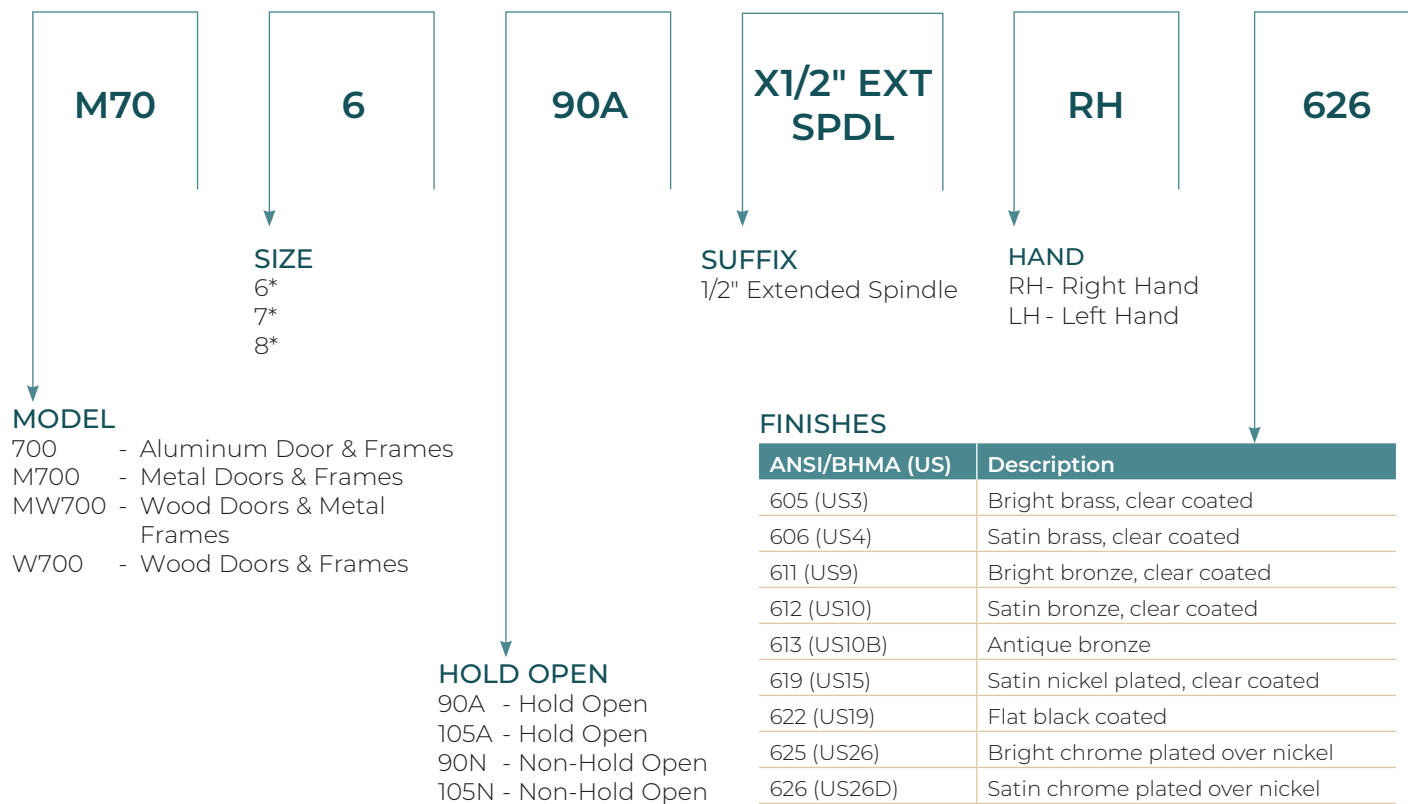 M70
6
90A
X1/2" EXT
SPDL
RH
626
SIZE
6*
7*
8*
SUFFIX
1/2" Extended Spindle
HAND
RH- Right Hand
LH - Left Hand
MODEL
700 - Aluminum Door & Frames
M700 - Metal Doors & Frames
MW700 - Wood Doors & Metal
Frames
W700 - Wood Doors & Frames
HOLD OPEN
90A - Hold Open
105A - Hold Open
90N - Non-Hold Open
105N - Non-Hold Open
FINISHES
ANSI/BHMA (US) Description
605 (US3) Bright brass, clear coated
606 (US4) Satin brass, clear coated
611 (US9) Bright bronze, clear coated
612 (US10) Satin bronze, clear coated
613 (US10B) Antique bronze
619 (US15) Satin nickel plated, clear coated
622 (US19) Flat black coated
625 (US26) Bright chrome plated over nickel
626 (US26D) Satin chrome plated over nickel